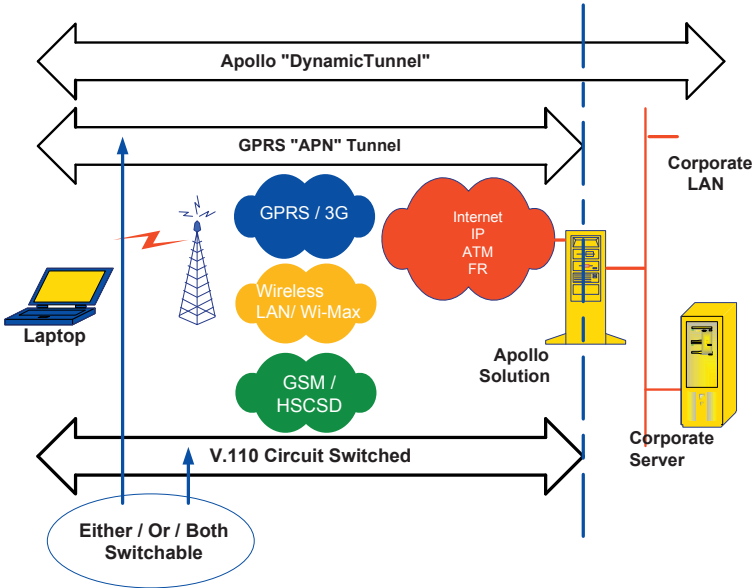 Apollo "DynamicTunnel"
GPRS "APN" Tunnel
Corporate
LAN
GPRS / 3G
Internet
IP
ATM
FR
Wireless
LAN/ Wi-Max
Laptop
Apollo
Solution
GSM /
HSCSD
Corporate
Server
V.110 Circuit Switched
Either / Or / Both
Switchable